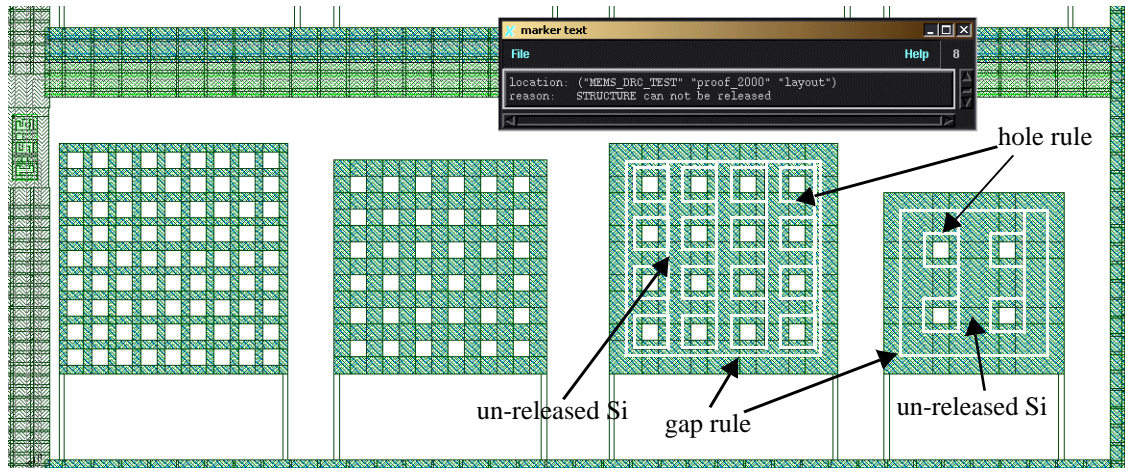 marker text
File Help 8
location: ("MEMS_DRC_TEST" "proof_2000" "layout")
reason: STRUCTURE can not be released
hole rule
un-released Si
un-released Si
gap rule